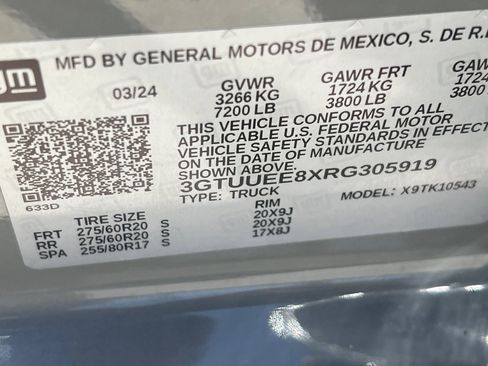 gm
MFD BY GENERAL MOTORS DE MEXICO, S. DE R.
03/24 GVWR GAWR FRT GAWR
3266 KG 1724 KG 1724
7200 LB 3800 LB 3800
THIS VEHICLE CONFORMS TO ALL
APPLICABLE U.S. FEDERAL MOTOR
VEHICLE SAFETY STANDARDS IN EFFECT
ON THE DATE OF MANUFACTURE
3GTUUEE8XRG305919
633D TYPE: TRUCK MODEL: X9TK10543
TIRE SIZE RIM
FRT 275/60R20 S 20X9J
RR 275/60R20 S 20X9J
SPA 255/80R17 S 17X8J